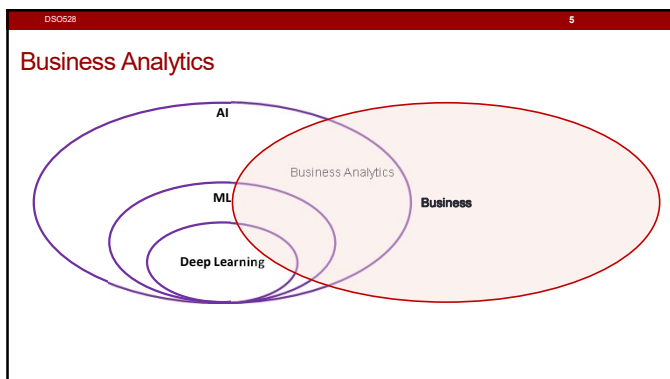 DSO528
5
Business Analytics
AI
Business Analytics
ML
Business
Deep Learning